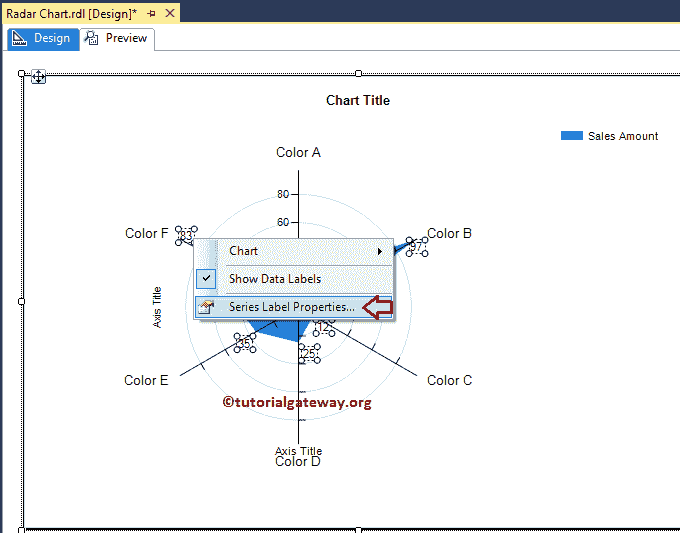 Radar Chart.rdl [Design]*
Design
Preview
Chart Title
Sales Amount
Color A
80
60
Color F
83
Color B
97
Chart
Show Data Labels
Series Label Properties...
Axis Title
12
35
25
Color E
Color C
©tutorialgateway.org
Axis Title
Color D